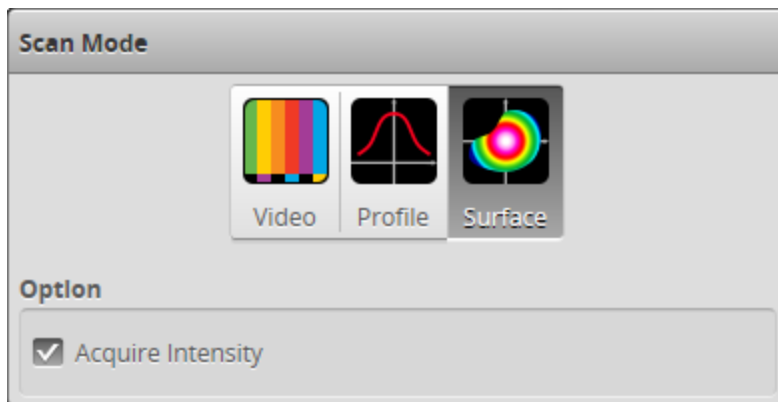 Scan Mode
Video Profile Surface
Option
Acquire Intensity